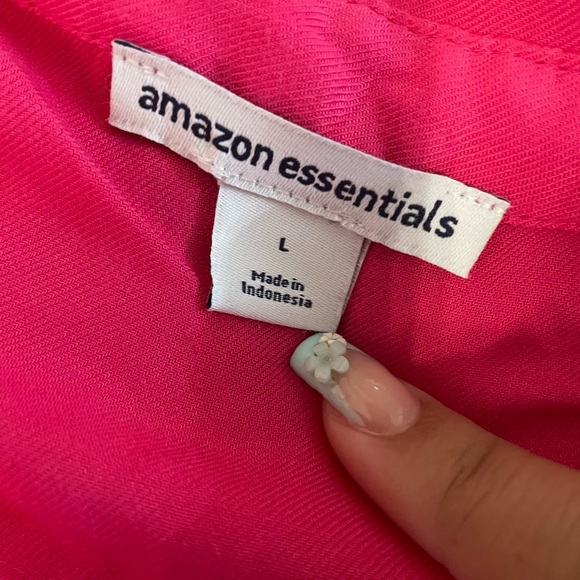 amazon essentials
L
Made in
Indonesia